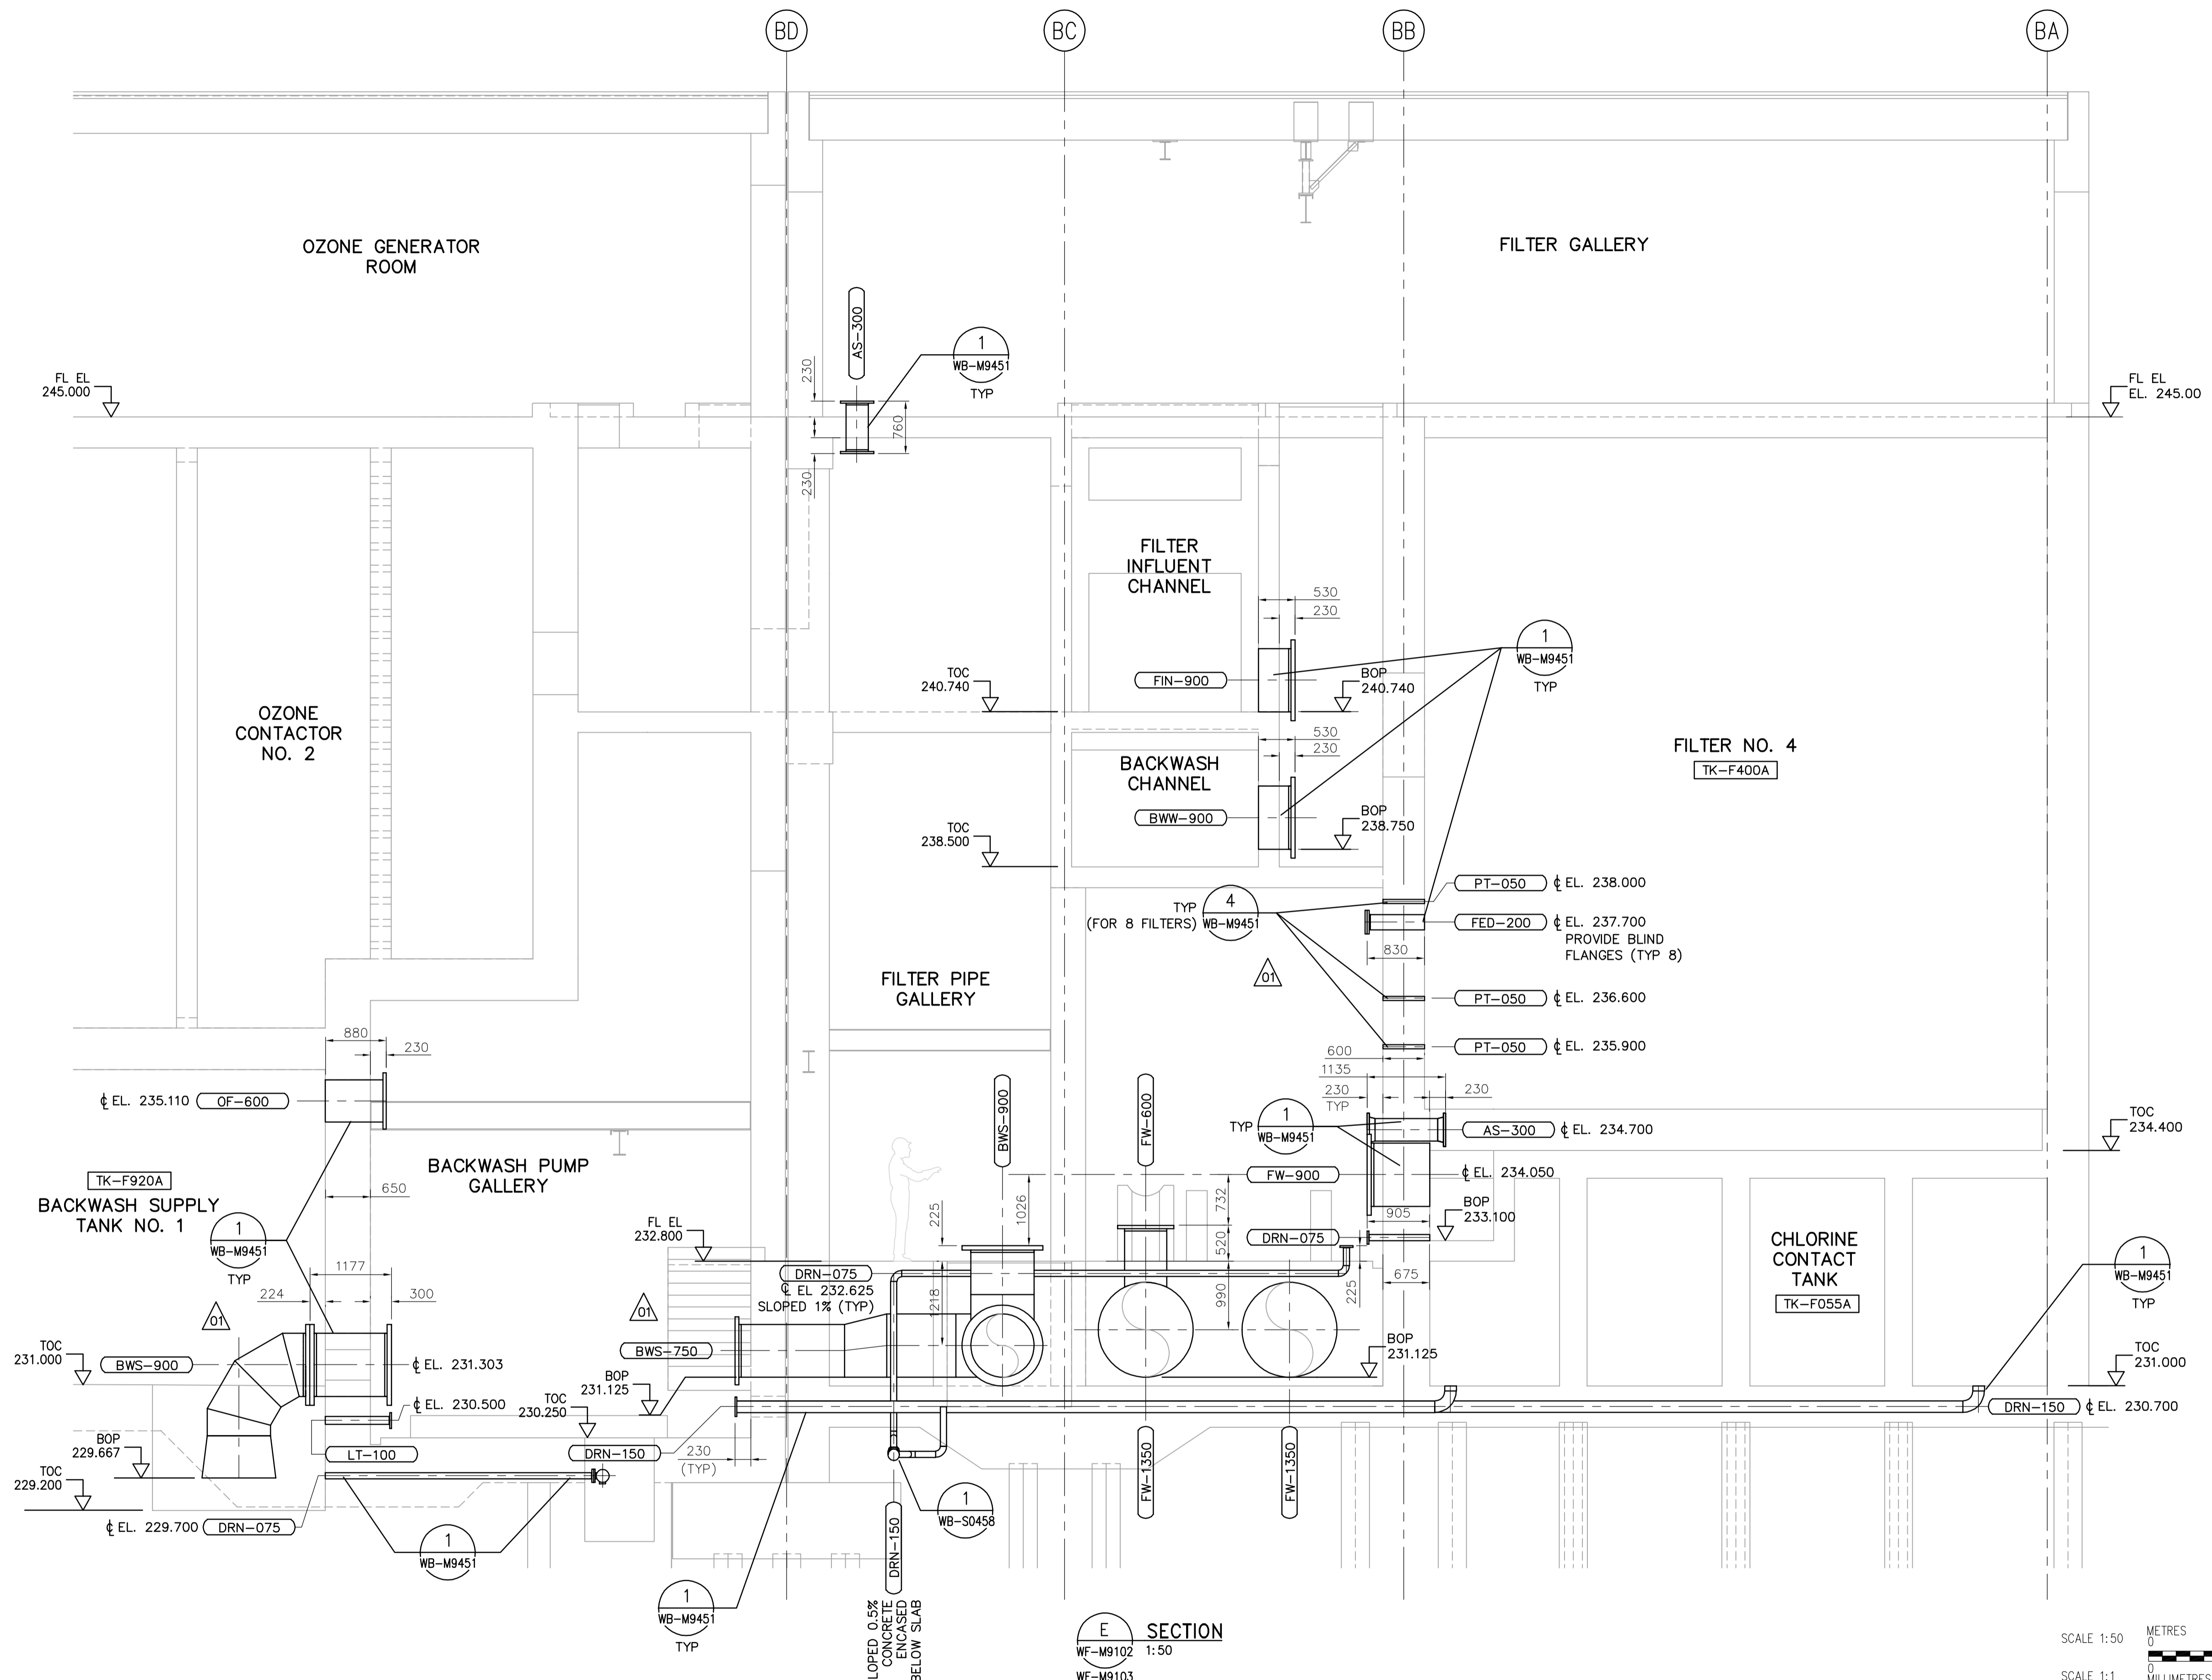 BD
BC
BB
BA
OZONE GENERATOR
ROOM
FILTER GALLERY
AS-300
1
WB-M9451
TYP
230
760
230
FL EL
245.000
FL EL
EL. 245.00
FILTER
INFLUENT
CHANNEL
530
230
1
WB-M9451
TYP
TOC
240.740
FIN-900
BOP
240.740
OZONE
CONTACTOR
NO. 2
530
230
BACKWASH
CHANNEL
FILTER NO. 4
TK-F400A
BWW-900
BOP
238.750
TOC
238.500
PT-050
℄ EL. 238.000
4
WB-M9451
TYP
(FOR 8 FILTERS)
FED-200
℄ EL. 237.700
PROVIDE BLIND
FLANGES (TYP 8)
830
01
FILTER PIPE
GALLERY
PT-050
℄ EL. 236.600
PT-050
℄ EL. 235.900
880
230
600
1135
230
TYP
230
℄ EL. 235.110
OF-600
BWS-900
FW-600
1
WB-M9451
TYP
AS-300
℄ EL. 234.700
TOC
234.400
FW-900
℄ EL. 234.050
BACKWASH PUMP
GALLERY
TK-F920A
BACKWASH SUPPLY
TANK NO. 1
650
1
WB-M9451
TYP
225
1026
732
520
905
BOP
233.100
DRN-075
FL EL
232.800
CHLORINE
CONTACT
TANK
TK-F055A
1
WB-M9451
TYP
1177
224
300
DRN-075
℄ EL 232.625
SLOPED 1% (TYP)
1218
990
225
675
01
01
BWS-750
TOC
231.000
BWS-900
℄ EL. 231.303
BOP
231.125
BOP
231.125
TOC
231.000
℄ EL. 230.500
TOC
230.250
DRN-150
℄ EL. 230.700
LT-100
DRN-150
230
(TYP)
BOP
229.667
TOC
229.200
℄ EL. 229.700
DRN-075
1
WB-M9451
1
WB-M9451
TYP
DRN-150
1
WB-S0458
FW-1350
FW-1350
LOPED 0.5%
CONCRETE
ENCASED
BELOW SLAB
E
WF-M9102
WF-M9103
SECTION
1:50
SCALE 1:50
METRES
0
SCALE 1:1
0
MILLIMETRES